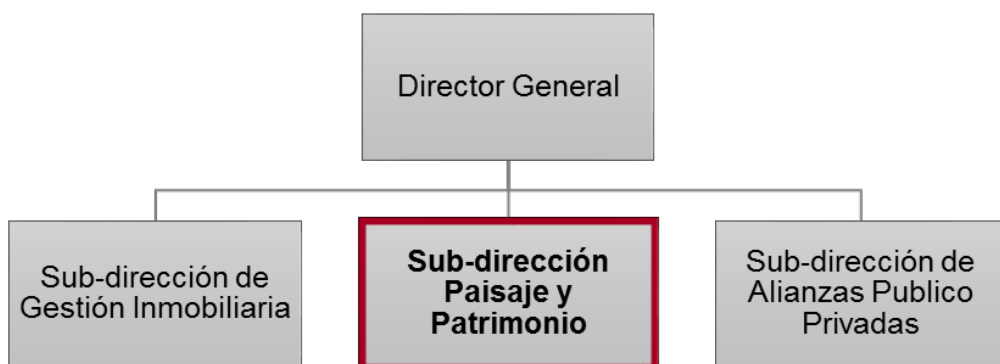 Director General
Sub-dirección de
Gestión Inmobiliaria
Sub-dirección
Paisaje y
Patrimonio
Sub-dirección de
Alianzas Publico
Privadas